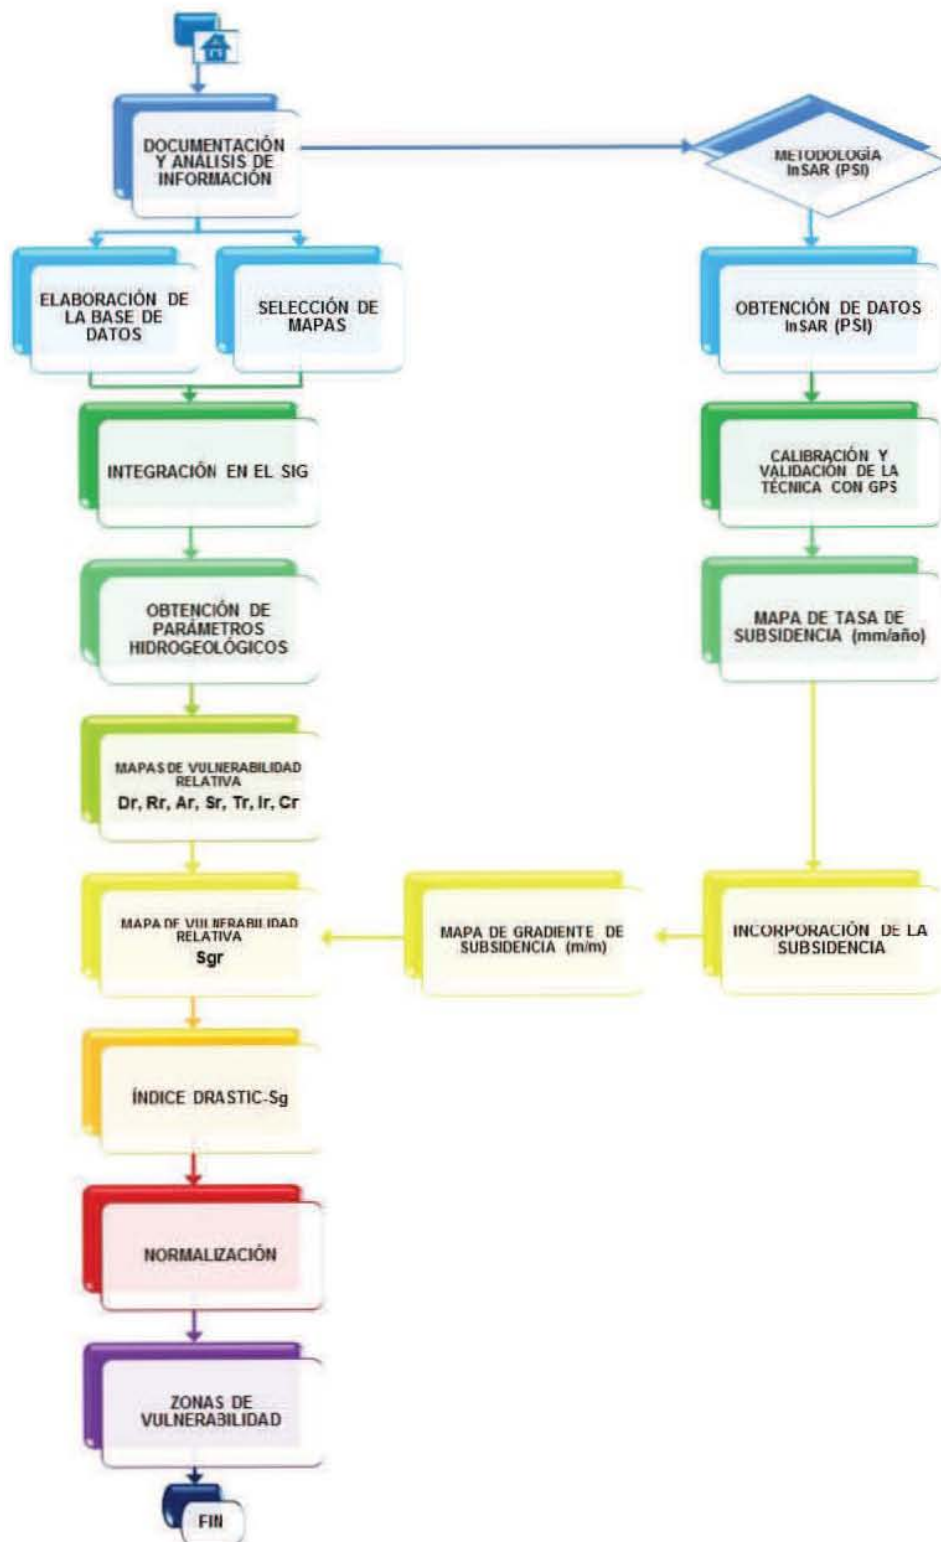 DOCUMENTACIÓN
Y ANÁLISIS DE
INFORMACIÓN
METODOLOGÍA
InSAR (PSI)
ELABORACIÓN DE
LA BASE DE
DATOS
SELECCIÓN DE
MAPAS
OBTENCIÓN DE DATOS
InSAR (PSI)
INTEGRACIÓN EN EL SIG
CALIBRACIÓN Y
VALIDACIÓN DE LA
TÉCNICA CON GPS
OBTENCIÓN DE
PARÁMETROS
HIDROGEOLÓGICOS
MAPA DE TASA DE
SUBSIDENCIA (mm/año)
MAPAS DE VULNERABILIDAD
RELATIVA
Dr, Rr, Ar, Sr, Tr, Ir, Cr
MAPA DE VULNERABILIDAD
RELATIVA
Sgr
MAPA DE GRADIENTE DE
SUBSIDENCIA (m/m)
INCORPORACIÓN DE LA
SUBSIDENCIA
ÍNDICE DRASTIC-Sg
NORMALIZACIÓN
ZONAS DE
VULNERABILIDAD
FIN